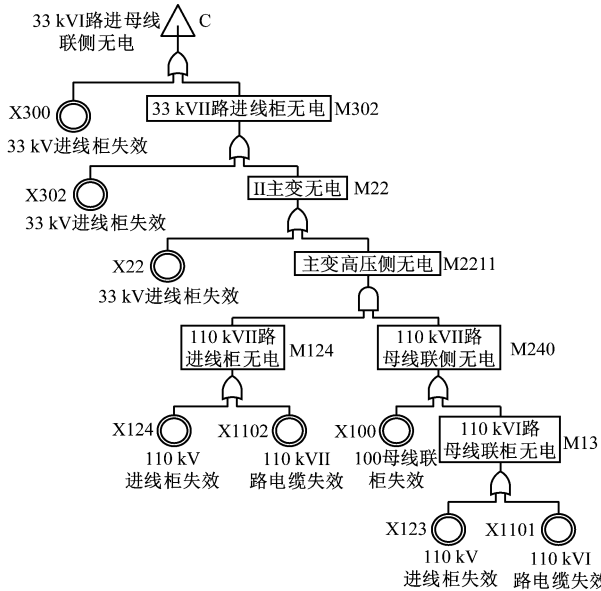 33 kVI路进母线
联侧无电
C
X300
33 kV进线柜失效
33 kVII路进线柜无电
M302
X302
33 kV进线柜失效
II主变无电
M22
X22
33 kV进线柜失效
主变高压侧无电
M2211
110 kVII路
进线柜无电
M124
110 kVII路
母线联侧无电
M240
X124
110 kV
进线柜失效
X1102
110 kVII
路电缆失效
X100
100母线联
柜失效
110 kVI路
母线联柜无电
M13
X123
110 kV
进线柜失效
X1101
110 kVI
路电缆失效